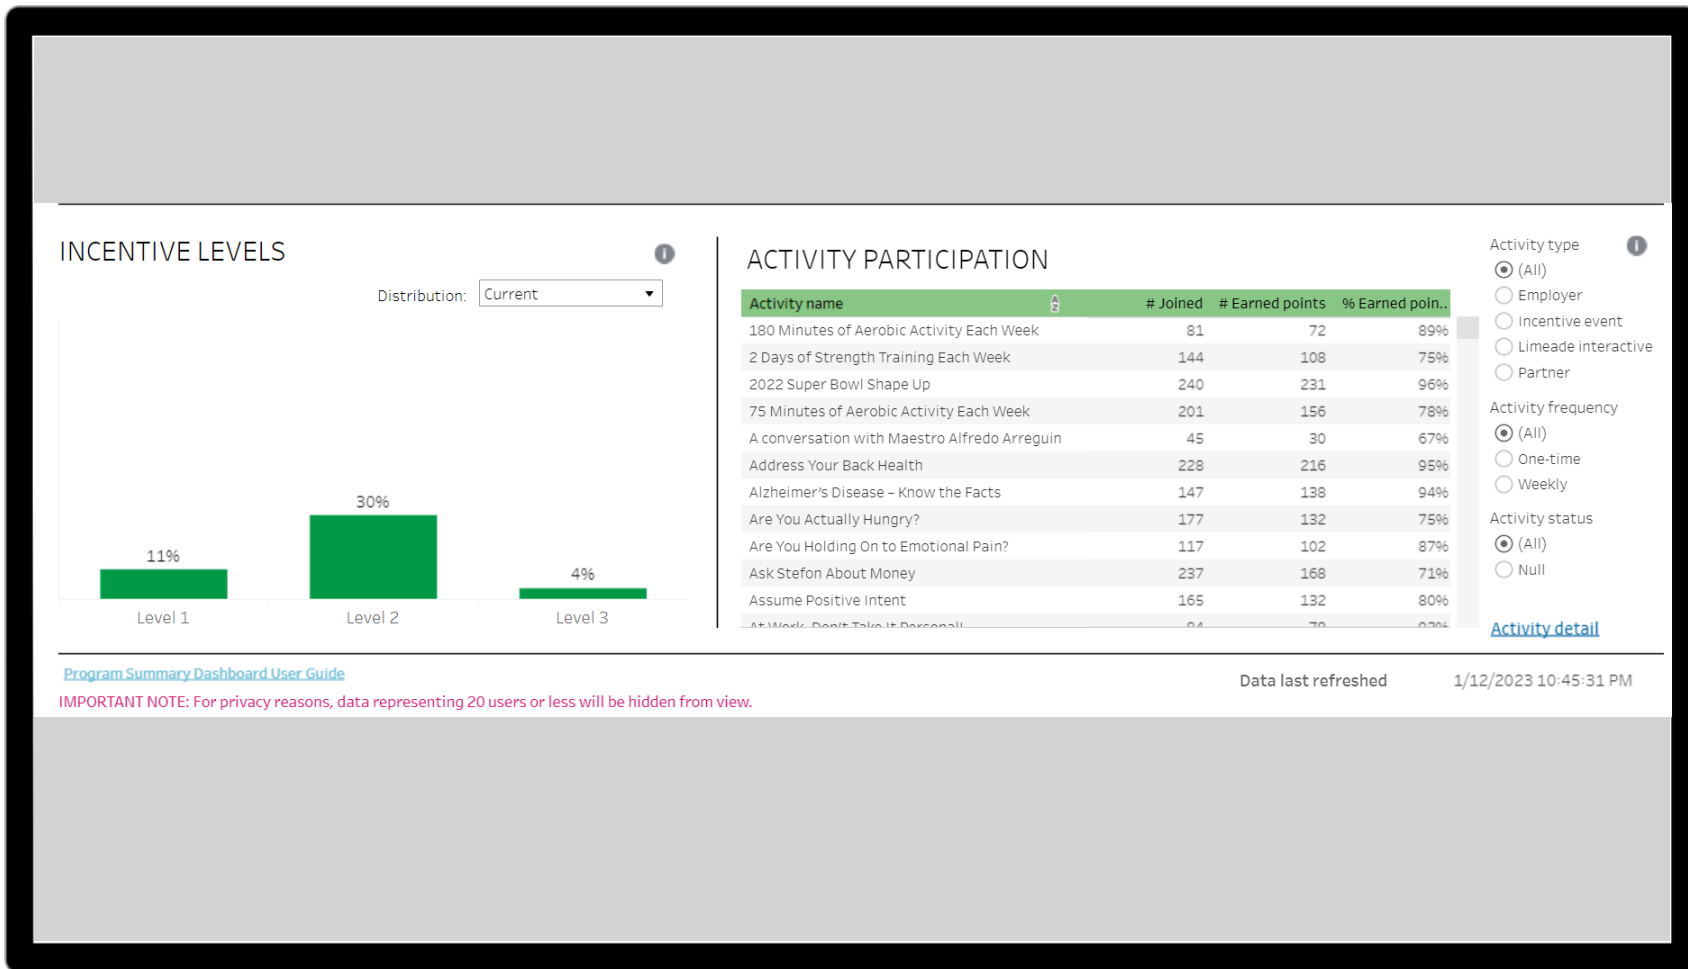 INCENTIVE LEVELS
Distribution: Current
30%
11%
4%
Level 1 Level 2 Level 3
ACTIVITY PARTICIPATION
Activity name # Joined # Earned points % Earned poin..
180 Minutes of Aerobic Activity Each Week 81 72 89%
2 Days of Strength Training Each Week 144 108 75%
2022 Super Bowl Shape Up 240 231 96%
75 Minutes of Aerobic Activity Each Week 201 156 78%
A conversation with Maestro Alfredo Arreguin 45 30 67%
Address Your Back Health 228 216 95%
Alzheimer's Disease – Know the Facts 147 138 94%
Are You Actually Hungry? 177 132 75%
Are You Holding On to Emotional Pain? 117 102 87%
Ask Stefon About Money 237 168 71%
Assume Positive Intent 165 132 80%
At Work, Don't Take It Personal
Activity type
(All)
Employer
Incentive event
Limeade interactive
Partner
Activity frequency
(All)
One-time
Weekly
Activity status
(All)
Null
Activity detail
Program Summary Dashboard User Guide
IMPORTANT NOTE: For privacy reasons, data representing 20 users or less will be hidden from view.
Data last refreshed 1/12/2023 10:45:31 PM